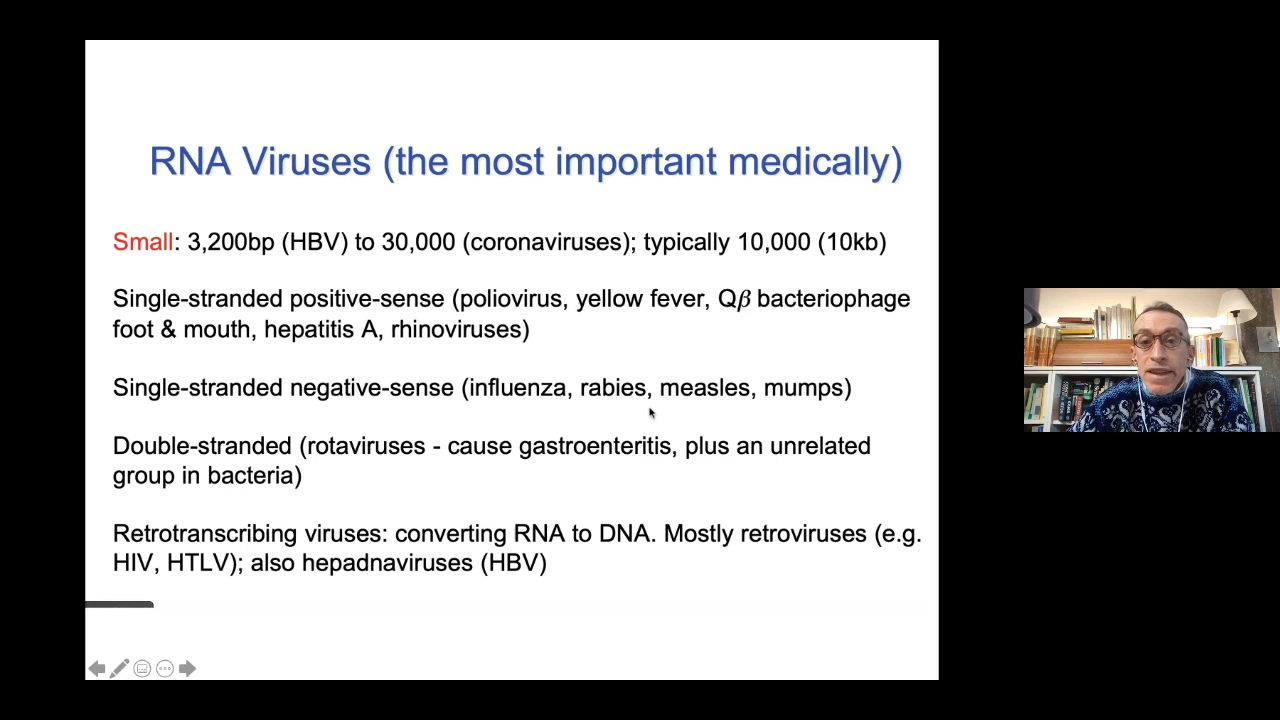 RNA Viruses (the most important medically)
Small: 3,200bp (HBV) to 30,000 (coronaviruses); typically 10,000 (10kb)
Single-stranded positive-sense (poliovirus, yellow fever, Qβ bacteriophage
foot & mouth, hepatitis A, rhinoviruses)
Single-stranded negative-sense (influenza, rabies, measles, mumps)
Double-stranded (rotaviruses - cause gastroenteritis, plus an unrelated
group in bacteria)
Retrotranscribing viruses: converting RNA to DNA. Mostly retroviruses (e.g.
HIV, HTLV); also hepadnaviruses (HBV)